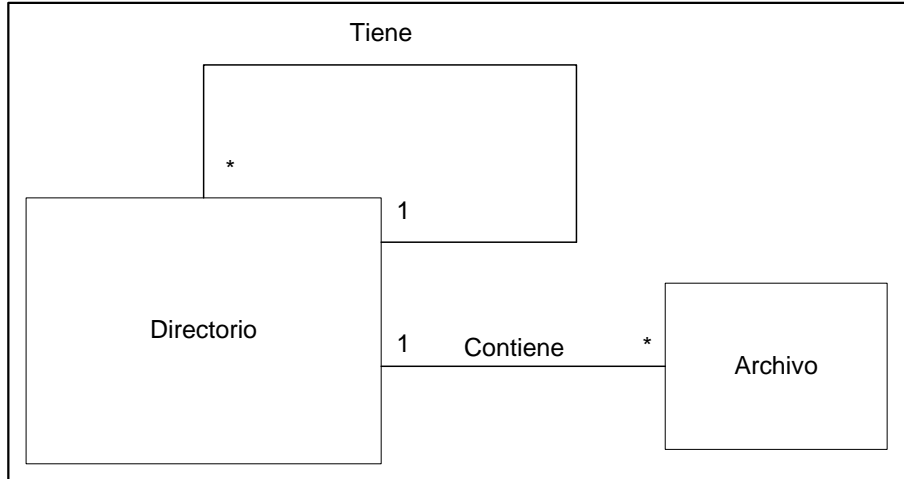 Tiene
*
1
Directorio
1
Contiene
*
Archivo